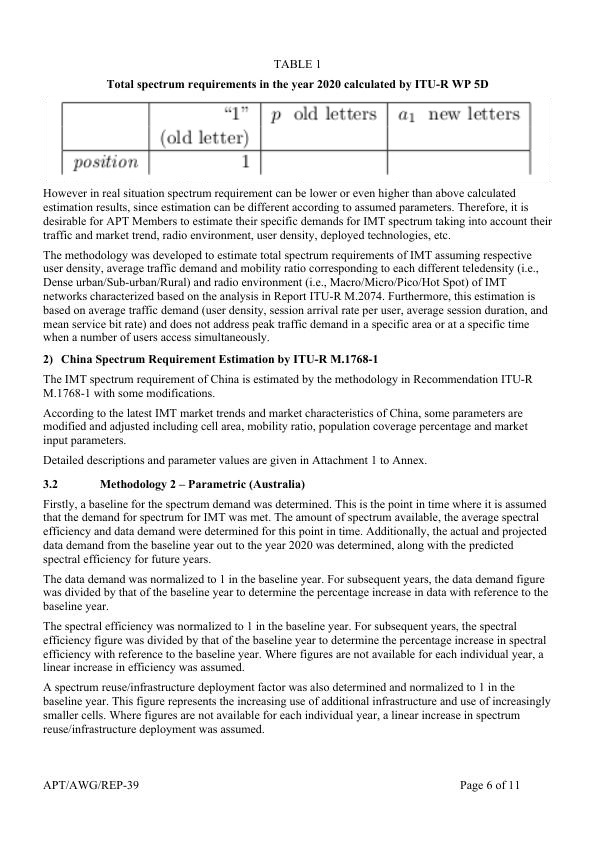 TABLE 1
Total spectrum requirements in the year 2020 calculated by ITU-R WP 5D
“1” p old letters a₁ new letters
(old letter)
position 1
However in real situation spectrum requirement can be lower or even higher than above calculated
estimation results, since estimation can be different according to assumed parameters. Therefore, it is
desirable for APT Members to estimate their specific demands for IMT spectrum taking into account their
traffic and market trend, radio environment, user density, deployed technologies, etc.
The methodology was developed to estimate total spectrum requirements of IMT assuming respective
user density, average traffic demand and mobility ratio corresponding to each different teledensity (i.e.,
Dense urban/Sub-urban/Rural) and radio environment (i.e., Macro/Micro/Pico/Hot Spot) of IMT
networks characterized based on the analysis in Report ITU-R M.2074. Furthermore, this estimation is
based on average traffic demand (user density, session arrival rate per user, average session duration, and
mean service bit rate) and does not address peak traffic demand in a specific area or at a specific time
when a number of users access simultaneously.
2) China Spectrum Requirement Estimation by ITU-R M.1768-1
The IMT spectrum requirement of China is estimated by the methodology in Recommendation ITU-R
M.1768-1 with some modifications.
According to the latest IMT market trends and market characteristics of China, some parameters are
modified and adjusted including cell area, mobility ratio, population coverage percentage and market
input parameters.
Detailed descriptions and parameter values are given in Attachment 1 to Annex.
3.2 Methodology 2 – Parametric (Australia)
Firstly, a baseline for the spectrum demand was determined. This is the point in time where it is assumed
that the demand for spectrum for IMT was met. The amount of spectrum available, the average spectral
efficiency and data demand were determined for this point in time. Additionally, the actual and projected
data demand from the baseline year out to the year 2020 was determined, along with the predicted
spectral efficiency for future years.
The data demand was normalized to 1 in the baseline year. For subsequent years, the data demand figure
was divided by that of the baseline year to determine the percentage increase in data with reference to the
baseline year.
The spectral efficiency was normalized to 1 in the baseline year. For subsequent years, the spectral
efficiency figure was divided by that of the baseline year to determine the percentage increase in spectral
efficiency with reference to the baseline year. Where figures are not available for each individual year, a
linear increase in efficiency was assumed.
A spectrum reuse/infrastructure deployment factor was also determined and normalized to 1 in the
baseline year. This figure represents the increasing use of additional infrastructure and use of increasingly
smaller cells. Where figures are not available for each individual year, a linear increase in spectrum
reuse/infrastructure deployment was assumed.
APT/AWG/REP-39 Page 6 of 11